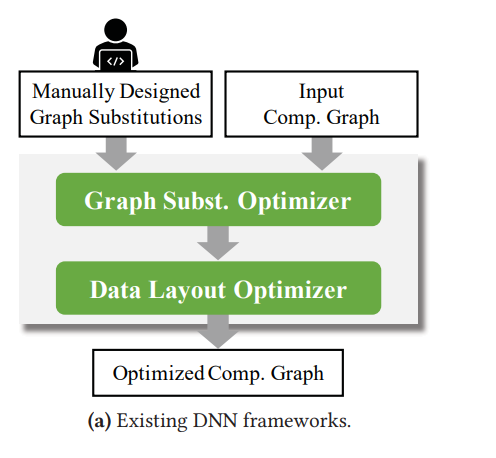 </>
Manually Designed
Graph Substitutions
Input
Comp. Graph
Graph Subst. Optimizer
Data Layout Optimizer
Optimized Comp. Graph
(a) Existing DNN frameworks.